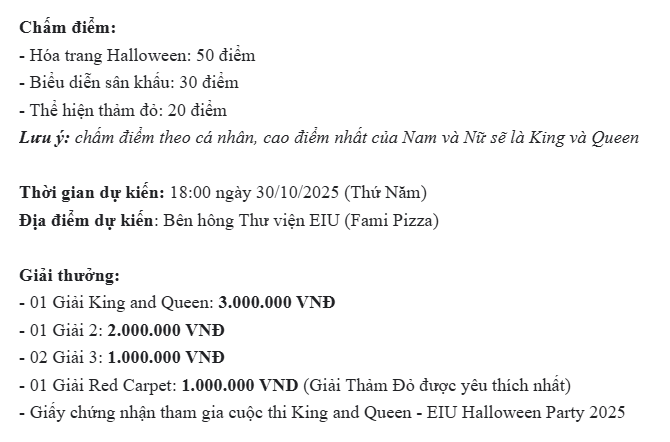 Chấm điểm:
- Hóa trang Halloween: 50 điểm
- Biểu diễn sân khấu: 30 điểm
- Thể hiện thảm đỏ: 20 điểm
Lưu ý: chấm điểm theo cá nhân, cao điểm nhất của Nam và Nữ sẽ là King và Queen
Thời gian dự kiến: 18:00 ngày 30/10/2025 (Thứ Năm)
Địa điểm dự kiến: Bên hông Thư viện EIU (Fami Pizza)
Giải thưởng:
- 01 Giải King and Queen: 3.000.000 VNĐ
- 01 Giải 2: 2.000.000 VNĐ
- 02 Giải 3: 1.000.000 VNĐ
- 01 Giải Red Carpet: 1.000.000 VND (Giải Thảm Đỏ được yêu thích nhất)
- Giấy chứng nhận tham gia cuộc thi King and Queen - EIU Halloween Party 2025